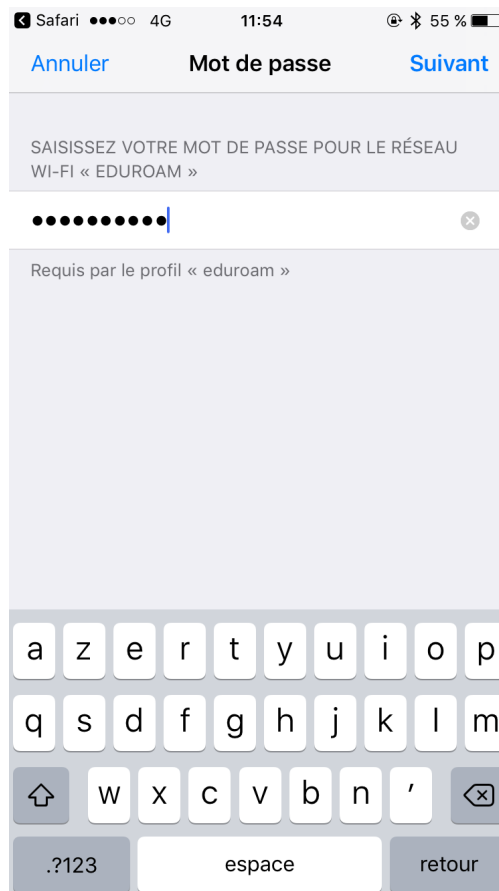 Safari 4G 11:54 55 %
Annuler Mot de passe Suivant
SAISISSEZ VOTRE MOT DE PASSE POUR LE RÉSEAU
WI-FI « EDUROAM »
••••••••••
Requis par le profil « eduroam »
a z e r t y u i o p
q s d f g h j k l m
w x c v b n ’
.?123 espace retour